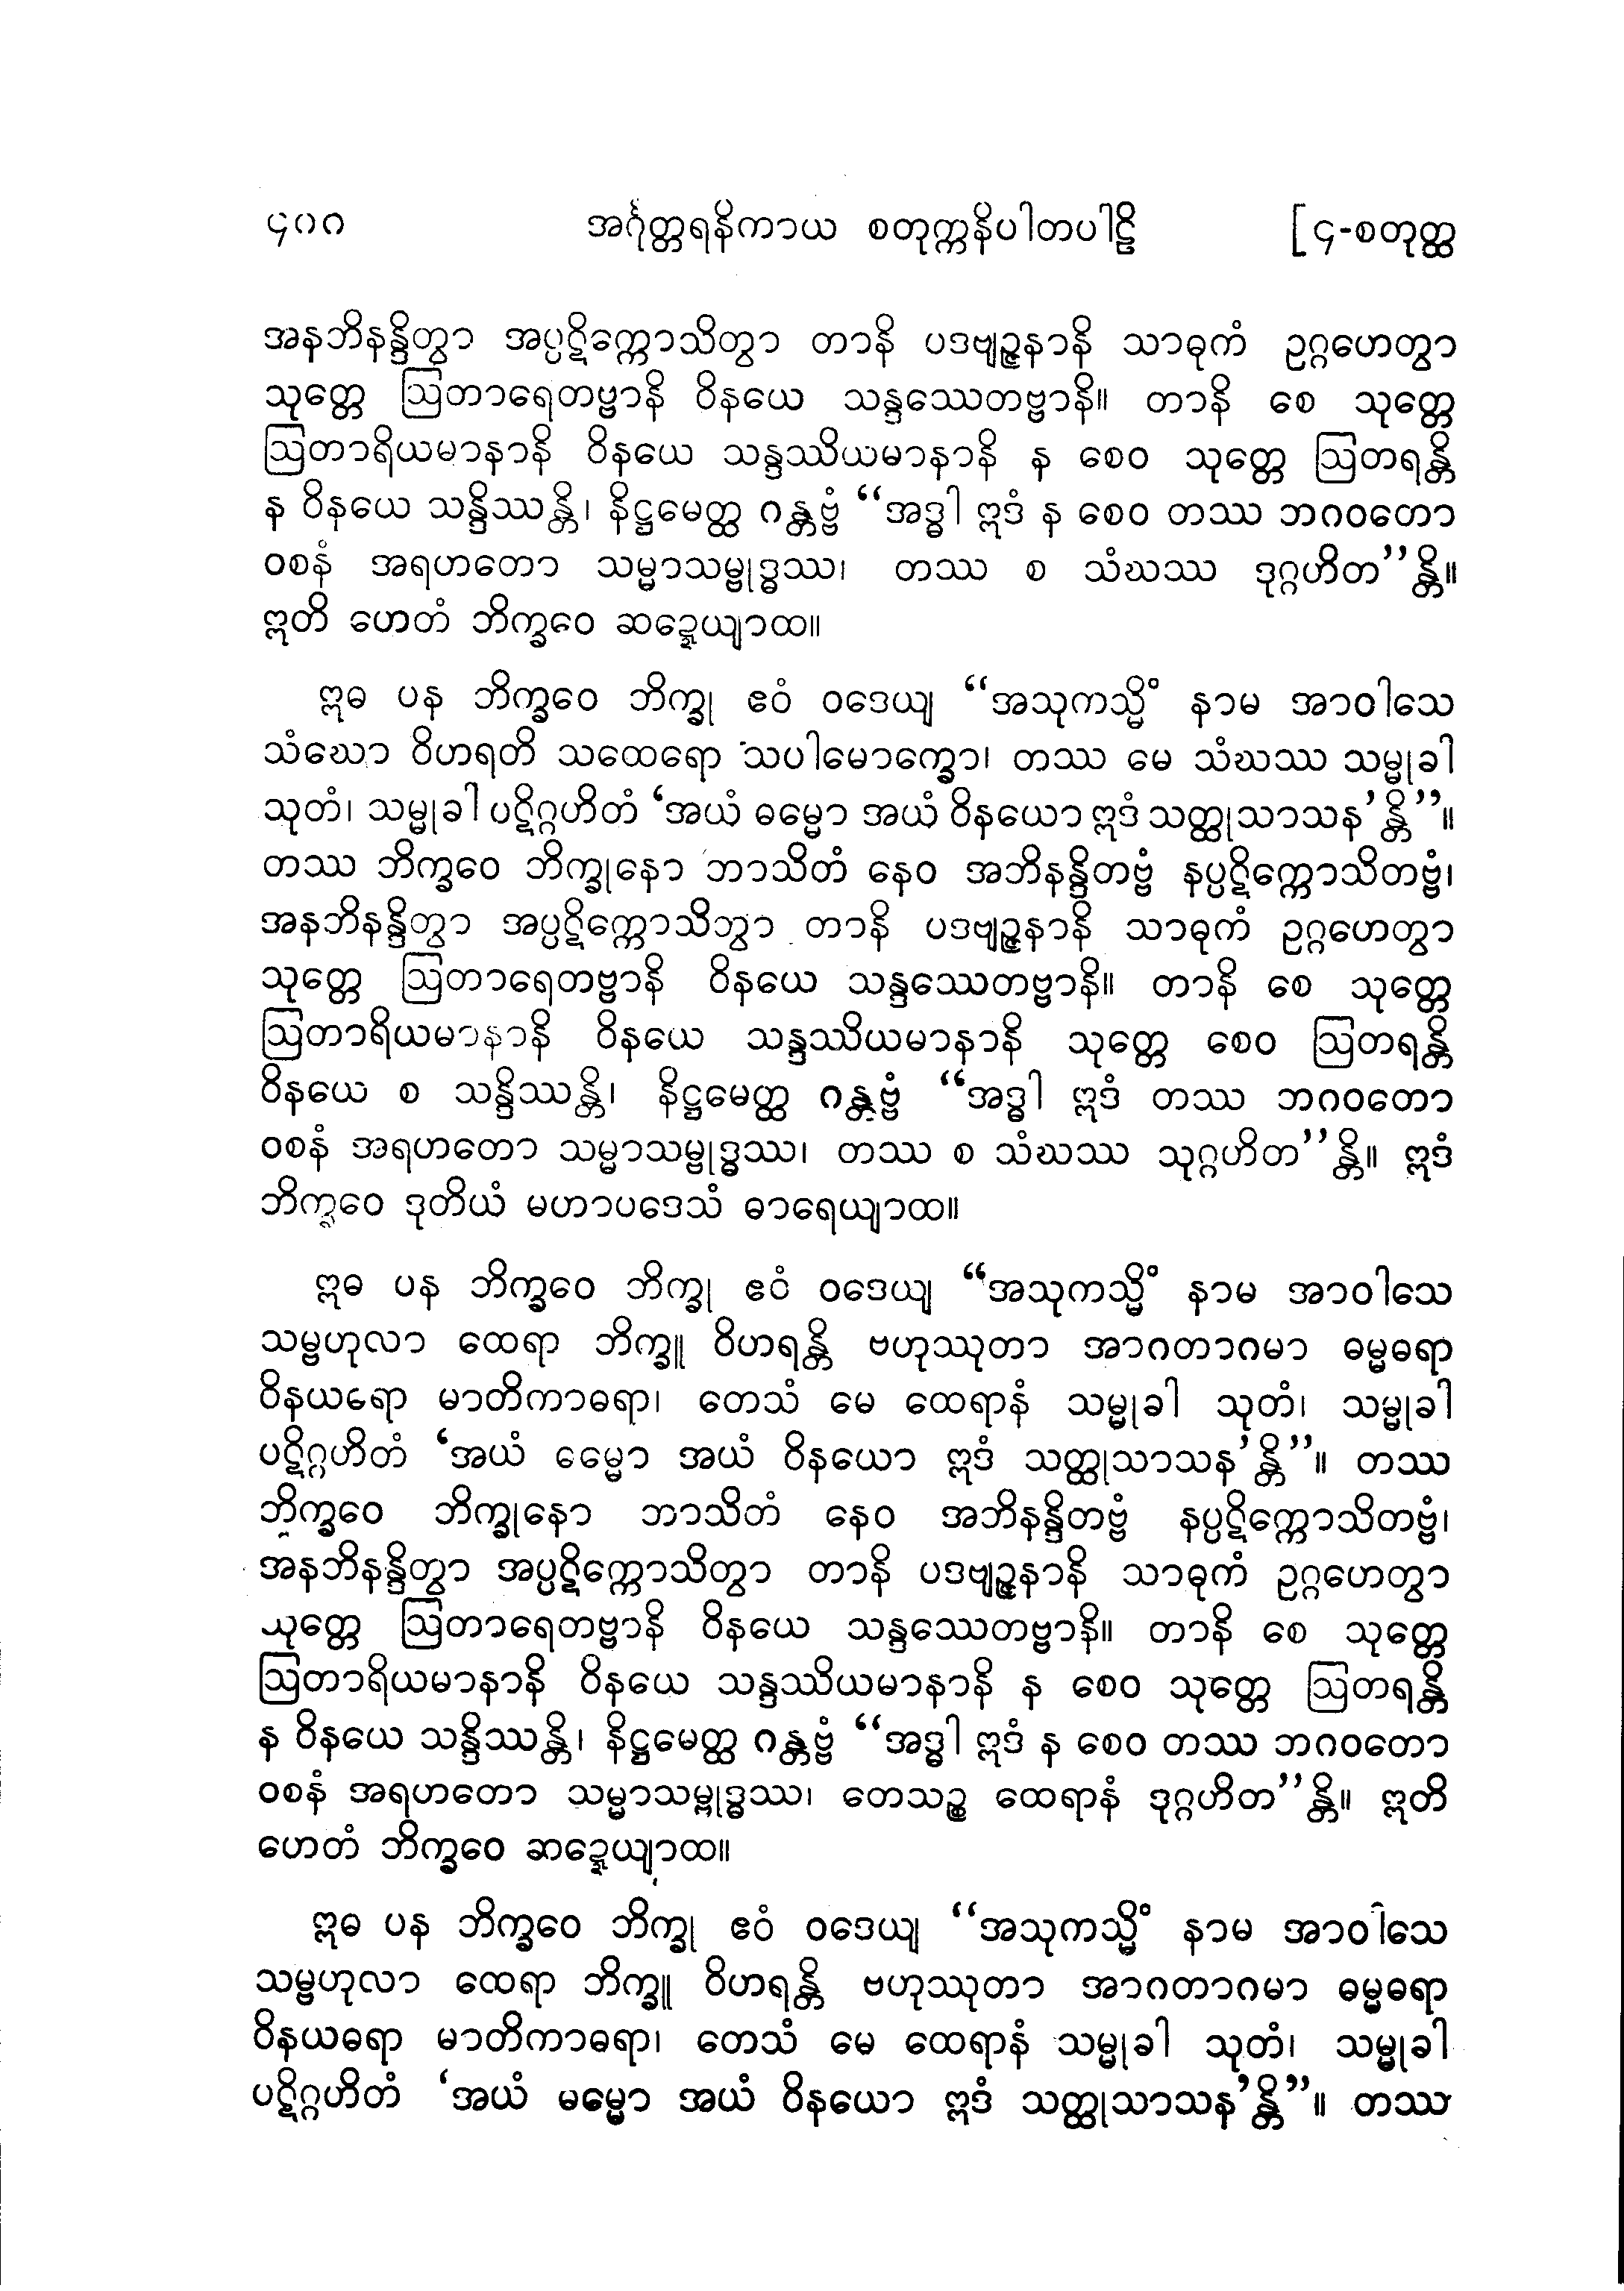 ၄၈၈ အင်္ဂုတ္တရနိကာယ စတုက္ကနိပါတပါဠိ [၄-စတုတ္ထ
အနဘိနန္ဒိတွာ အပ္ပဋိက္ကောသိတွာ တာနိ ပဒဗျဉ္ဇနာနိ သာဓုကံ ဥဂ္ဂဟေတွာ
သုတ္တေ ဩတာရေတဗ္ဗာနိ ဝိနယေ သန္ဒဿေတဗ္ဗာနိ။ တာနိ စေ သုတ္တေ
ဩတာရိယမာနာနိ ဝိနယေ သန္ဒဿိယမာနာနိ န စေဝ သုတ္တေ ဩတရန္တိ
န ဝိနယေ သန္ဒိဿန္တိ၊ နိဋ္ဌမေတ္ထ ဂန္တဗ္ဗံ “အဒ္ဓါ ဣဒံ န စေဝ တဿ ဘဂဝတော
ဝစနံ အရဟတော သမ္မာသမ္ဗုဒ္ဓဿ၊ တဿ စ သံဃဿ ဒုဂ္ဂဟိတ”န္တိ။
ဣတိ ဟေတံ ဘိက္ခဝေ ဆဍ္ဍေယျာထ။
ဣဓ ပန ဘိက္ခဝေ ဘိက္ခု ဧဝံ ဝဒေယျ “အသုကသ္မိံ နာမ အာဝါသေ
သံဃော ဝိဟရတိ သထေရော သပါမောက္ခော၊ တဿ မေ သံဃဿ သမ္မုခါ
သုတံ၊ သမ္မုခါ ပဋိဂ္ဂဟိတံ ‘အယံ ဓမ္မော အယံ ဝိနယော ဣဒံ သတ္ထုသာသန’န္တိ”။
တဿ ဘိက္ခဝေ ဘိက္ခုနော ဘာသိတံ နေဝ အဘိနန္ဒိတဗ္ဗံ နပ္ပဋိက္ကောသိတဗ္ဗံ၊
အနဘိနန္ဒိတွာ အပ္ပဋိက္ကောသိဘွာ တာနိ ပဒဗျဉ္ဇနာနိ သာဓုကံ ဥဂ္ဂဟေတွာ
သုတ္တေ ဩတာရေတဗ္ဗာနိ ဝိနယေ သန္ဒဿေတဗ္ဗာနိ။ တာနိ စေ သုတ္တေ
ဩတာရိယမာနာနိ ဝိနယေ သန္ဒဿိယမာနာနိ သုတ္တေ စေဝ ဩတရန္တိ
ဝိနယေ စ သန္ဒိဿန္တိ၊ နိဋ္ဌမေတ္ထ ဂန္တဗ္ဗံ “အဒ္ဓါ ဣဒံ တဿ ဘဂဝတော
ဝစနံ အရဟတော သမ္မာသမ္ဗုဒ္ဓဿ၊ တဿ စ သံဃဿ သုဂ္ဂဟိတ”န္တိ။ ဣဒံ
ဘိက္ခဝေ ဒုတိယံ မဟာပဒေသံ ဓာရေယျာထ။
ဣဓ ပန ဘိက္ခဝေ ဘိက္ခု ဧဝံ ဝဒေယျ “အသုကသ္မိံ နာမ အာဝါသေ
သမ္ဗဟုလာ ထေရာ ဘိက္ခူ ဝိဟရန္တိ ဗဟုဿုတာ အာဂတာဂမာ ဓမ္မဓရာ
ဝိနယရော မာတိကာဓရာ၊ တေသံ မေ ထေရာနံ သမ္မုခါ သုတံ၊ သမ္မုခါ
ပဋိဂ္ဂဟိတံ ‘အယံ ဓမ္မော အယံ ဝိနယော ဣဒံ သတ္ထုသာသန’န္တိ”။ တဿ
ဘိက္ခဝေ ဘိက္ခုနော ဘာသိတံ နေဝ အဘိနန္ဒိတဗ္ဗံ နပ္ပဋိက္ကောသိတဗ္ဗံ၊
အနဘိနန္ဒိတွာ အပ္ပဋိက္ကောသိတွာ တာနိ ပဒဗျဉ္ဇနာနိ သာဓုကံ ဥဂ္ဂဟေတွာ
သုတ္တေ ဩတာရေတဗ္ဗာနိ ဝိနယေ သန္ဒဿေတဗ္ဗာနိ။ တာနိ စေ သုတ္တေ
ဩတာရိယမာနာနိ ဝိနယေ သန္ဒဿိယမာနာနိ န စေဝ သုတ္တေ ဩတရန္တိ
န ဝိနယေ သန္ဒိဿန္တိ၊ နိဋ္ဌမေတ္ထ ဂန္တဗ္ဗံ “အဒ္ဓါ ဣဒံ န စေဝ တဿ ဘဂဝတော
ဝစနံ အရဟတော သမ္မာသမ္ဗုဒ္ဓဿ၊ တေသဉ္စ ထေရာနံ ဒုဂ္ဂဟိတ”န္တိ။ ဣတိ
ဟေတံ ဘိက္ခဝေ ဆဍ္ဍေယျာထ။
ဣဓ ပန ဘိက္ခဝေ ဘိက္ခု ဧဝံ ဝဒေယျ “အသုကသ္မိံ နာမ အာဝါသေ
သမ္ဗဟုလာ ထေရာ ဘိက္ခူ ဝိဟရန္တိ ဗဟုဿုတာ အာဂတာဂမာ ဓမ္မဓရာ
ဝိနယဓရာ မာတိကာဓရာ၊ တေသံ မေ ထေရာနံ သမ္မုခါ သုတံ၊ သမ္မုခါ
ပဋိဂ္ဂဟိတံ ‘အယံ မမ္မော အယံ ဝိနယော ဣဒံ သတ္ထုသာသန’န္တိ”။ တဿ